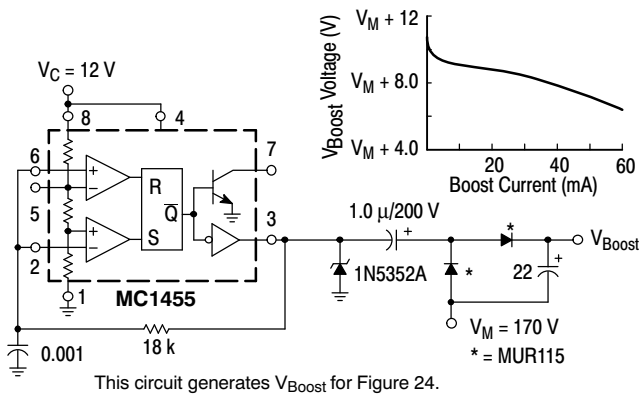 V_C = 12 V
8
4
6
+
−
5
+
−
2
1
R
Q̅
S
7
3
MC1455
0.001
18 k
V_Boost Voltage (V)
V_M + 12
V_M + 8.0
V_M + 4.0
20
40
60
Boost Current (mA)
1.0 μ/200 V
+
1N5352A
*
*
22
+
V_Boost
V_M = 170 V
* = MUR115
This circuit generates V_Boost for Figure 24.